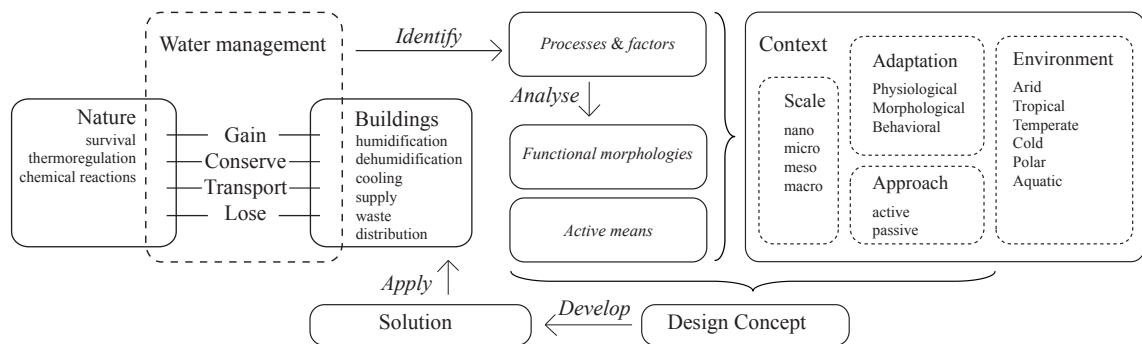 Water management
Identify
Nature
survival
thermoregulation
chemical reactions
Gain
Conserve
Transport
Lose
Buildings
humidification
dehumidification
cooling
supply
waste
distribution
Processes & factors
Analyse
Functional morphologies
Active means
Context
Scale
nano
micro
meso
macro
Adaptation
Physiological
Morphological
Behavioral
Approach
active
passive
Environment
Arid
Tropical
Temperate
Cold
Polar
Aquatic
Apply
Solution
Develop
Design Concept